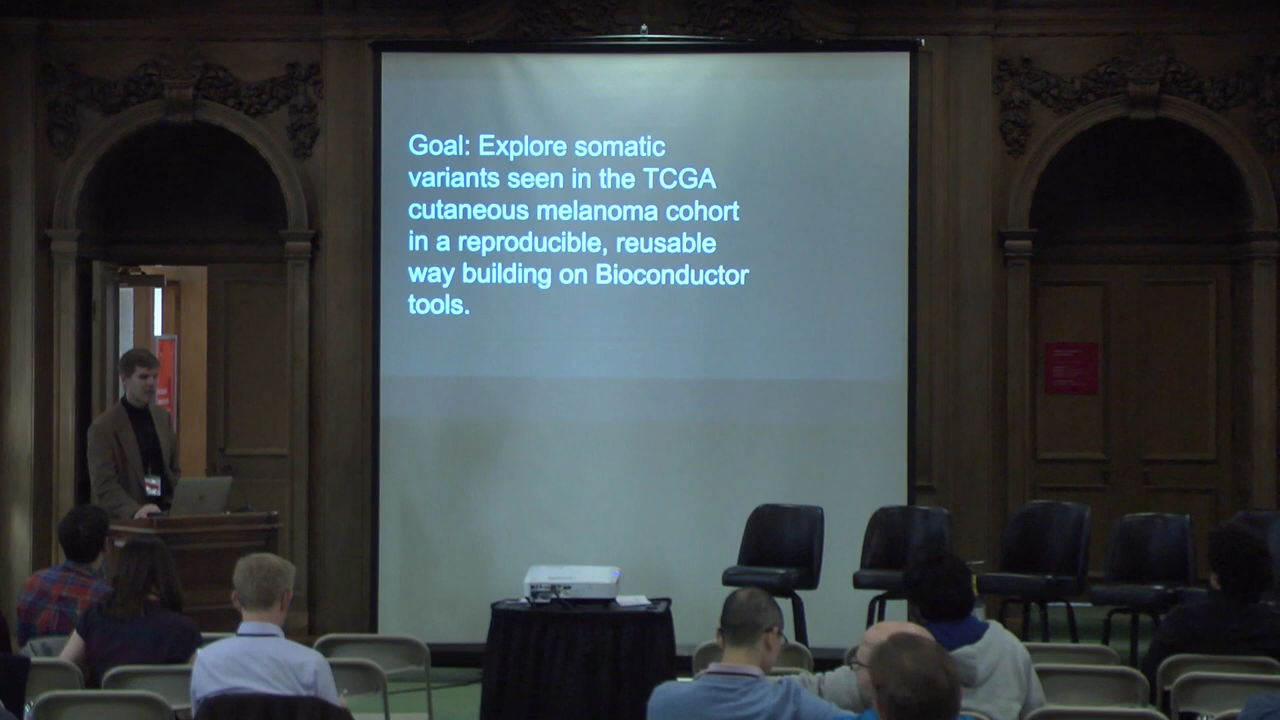 Goal: Explore somatic
variants seen in the TCGA
cutaneous melanoma cohort
in a reproducible, reusable
way building on Bioconductor
tools.